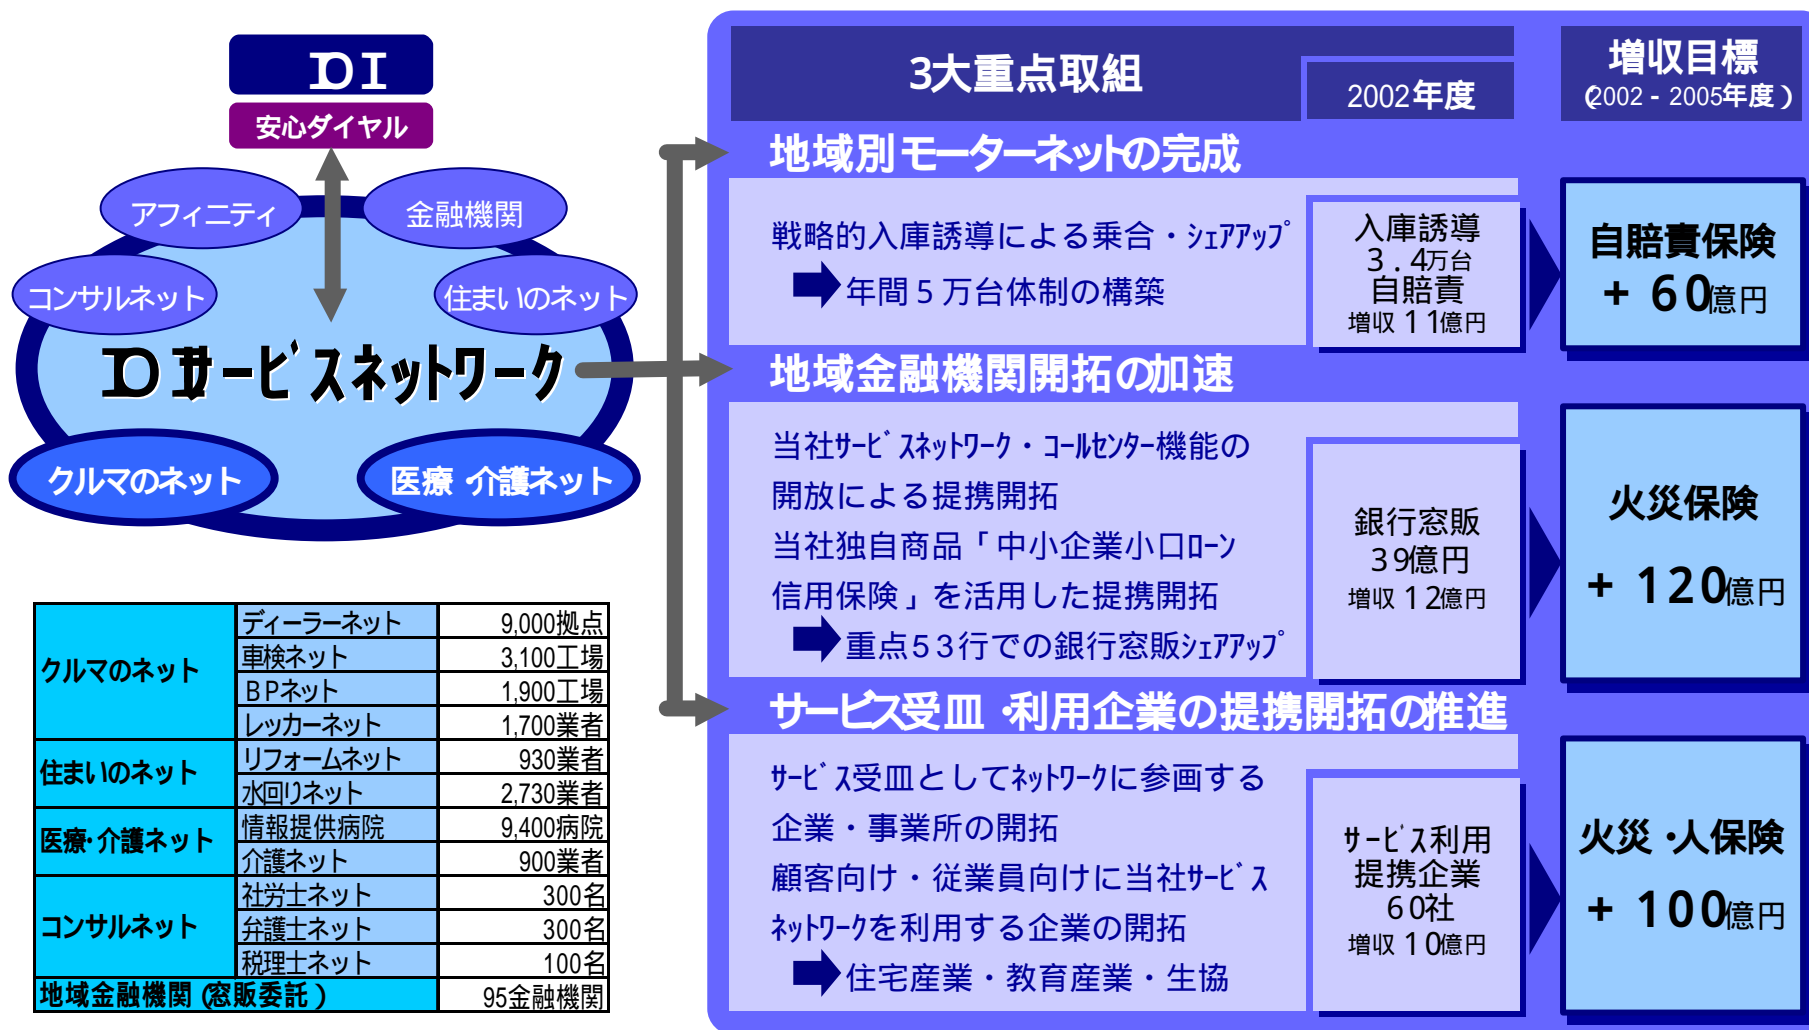 IOI
安心ダイヤル
アフィニティ
金融機関
コンサルネット
住まいのネット
IOIサービスネットワーク
クルマのネット
医療・介護ネット
クルマのネット
ディーラーネット 9,000拠点
車検ネット 3,100工場
BPネット 1,900工場
レッカーネット 1,700業者
住まいのネット
リフォームネット 930業者
水回りネット 2,730業者
医療・介護ネット
情報提供病院 9,400病院
介護ネット 900業者
コンサルネット
社労士ネット 300名
弁護士ネット 300名
税理士ネット 100名
地域金融機関(窓販委託) 95金融機関
3大重点取組
2002年度
増収目標
(2002-2005年度)
地域別モーターネットの完成
戦略的入庫誘導による乗合・シェアアップ
年間5万台体制の構築
入庫誘導
3.4万台
自賠責
増収11億円
自賠責保険
+60億円
地域金融機関開拓の加速
当社サービスネットワーク・コールセンター機能の
開放による提携開拓
当社独自商品「中小企業小口ローン
信用保険」を活用した提携開拓
重点53行での銀行窓販シェアアップ
銀行窓販
39億円
増収12億円
火災保険
+120億円
サービス受皿・利用企業の提携開拓の推進
サービス受皿としてネットワークに参画する
企業・事業所の開拓
顧客向け・従業員向けに当社サービス
ネットワークを利用する企業の開拓
住宅産業・教育産業・生協
サービス利用
提携企業
60社
増収10億円
火災・人保険
+100億円